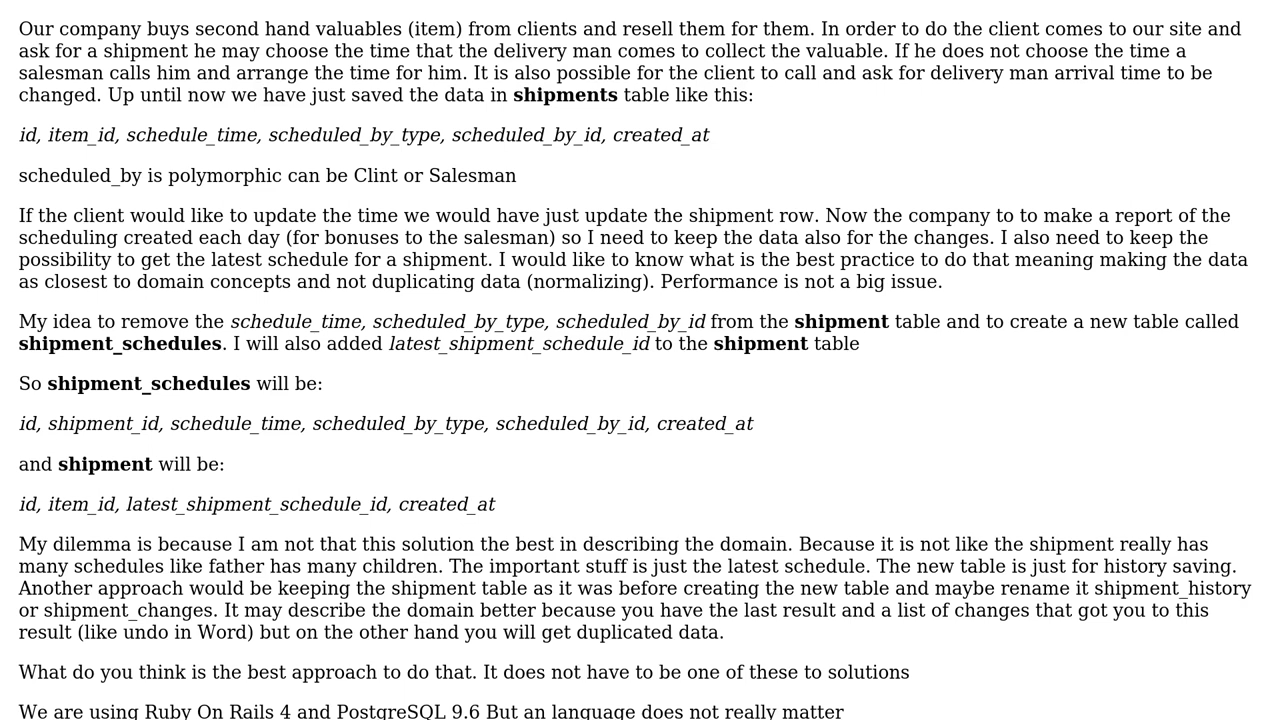 Our company buys second hand valuables (item) from clients and resell them for them. In order to do the client comes to our site and
ask for a shipment he may choose the time that the delivery man comes to collect the valuable. If he does not choose the time a
salesman calls him and arrange the time for him. It is also possible for the client to call and ask for delivery man arrival time to be
changed. Up until now we have just saved the data in shipments table like this:
id, item_id, schedule_time, scheduled_by_type, scheduled_by_id, created_at
scheduled_by is polymorphic can be Clint or Salesman
If the client would like to update the time we would have just update the shipment row. Now the company to to make a report of the
scheduling created each day (for bonuses to the salesman) so I need to keep the data also for the changes. I also need to keep the
possibility to get the latest schedule for a shipment. I would like to know what is the best practice to do that meaning making the data
as closest to domain concepts and not duplicating data (normalizing). Performance is not a big issue.
My idea to remove the schedule_time, scheduled_by_type, scheduled_by_id from the shipment table and to create a new table called
shipment_schedules. I will also added latest_shipment_schedule_id to the shipment table
So shipment_schedules will be:
id, shipment_id, schedule_time, scheduled_by_type, scheduled_by_id, created_at
and shipment will be:
id, item_id, latest_shipment_schedule_id, created_at
My dilemma is because I am not that this solution the best in describing the domain. Because it is not like the shipment really has
many schedules like father has many children. The important stuff is just the latest schedule. The new table is just for history saving.
Another approach would be keeping the shipment table as it was before creating the new table and maybe rename it shipment_history
or shipment_changes. It may describe the domain better because you have the last result and a list of changes that got you to this
result (like undo in Word) but on the other hand you will get duplicated data.
What do you think is the best approach to do that. It does not have to be one of these to solutions
We are using Ruby On Rails 4 and PostgreSQL 9.6 But an language does not really matter